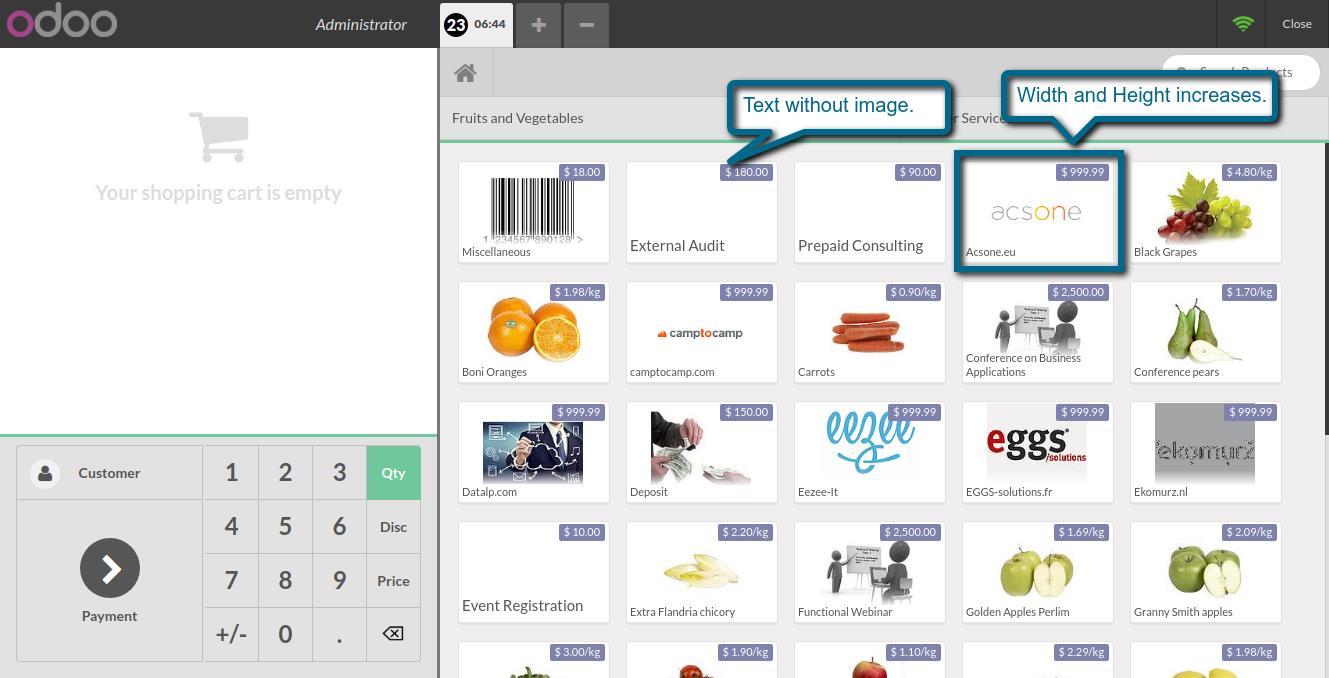 odoo
Administrator
23 06:44
+
−
Close
Text without image.
Width and Height increases.
Fruits and Vegetables
$ 18.00
1 234567 890128 >
Miscellaneous
$ 180.00
External Audit
$ 90.00
Prepaid Consulting
$ 999.99
acsone
Acsone.eu
$ 4.80/kg
Black Grapes
Your shopping cart is empty
$ 1.98/kg
Boni Oranges
$ 999.99
camptocamp
camptocamp.com
$ 0.90/kg
Carrots
$ 2,500.00
Conference on Business
Applications
$ 1.70/kg
Conference pears
$ 999.99
Datalp.com
$ 150.00
Deposit
$ 999.99
eezee
it
Eezee-It
$ 999.99
eggs
/solutions
EGGS-solutions.fr
$ 999.99
ekomurz
Ekomurz.nl
Customer
1 2 3 Qty
4 5 6 Disc
7 8 9 Price
+/- 0 .
Payment
$ 10.00
Event Registration
$ 2.20/kg
Extra Flandria chicory
$ 2,500.00
Functional Webinar
$ 1.69/kg
Golden Apples Perlim
$ 2.09/kg
Granny Smith apples
$ 3.00/kg
$ 1.90/kg
$ 1.10/kg
$ 2.29/kg
$ 1.98/kg